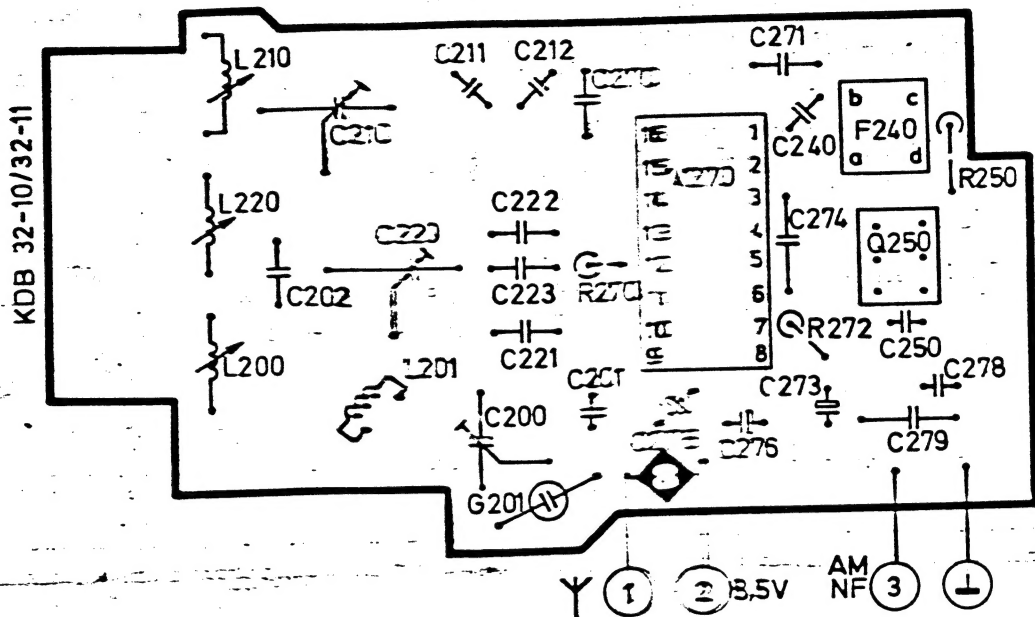 KDB 32-10/32-11
L210
C211
C212
C271
C240
b c
F240
a d
R250
1
2
3
4
5
6
7
8
L220
C222
C274
Q250
C202
C223
C221
R272
C250
L200
C273
C278
C200
C276
C279
G201
1
2
8,5V
AM
NF
3